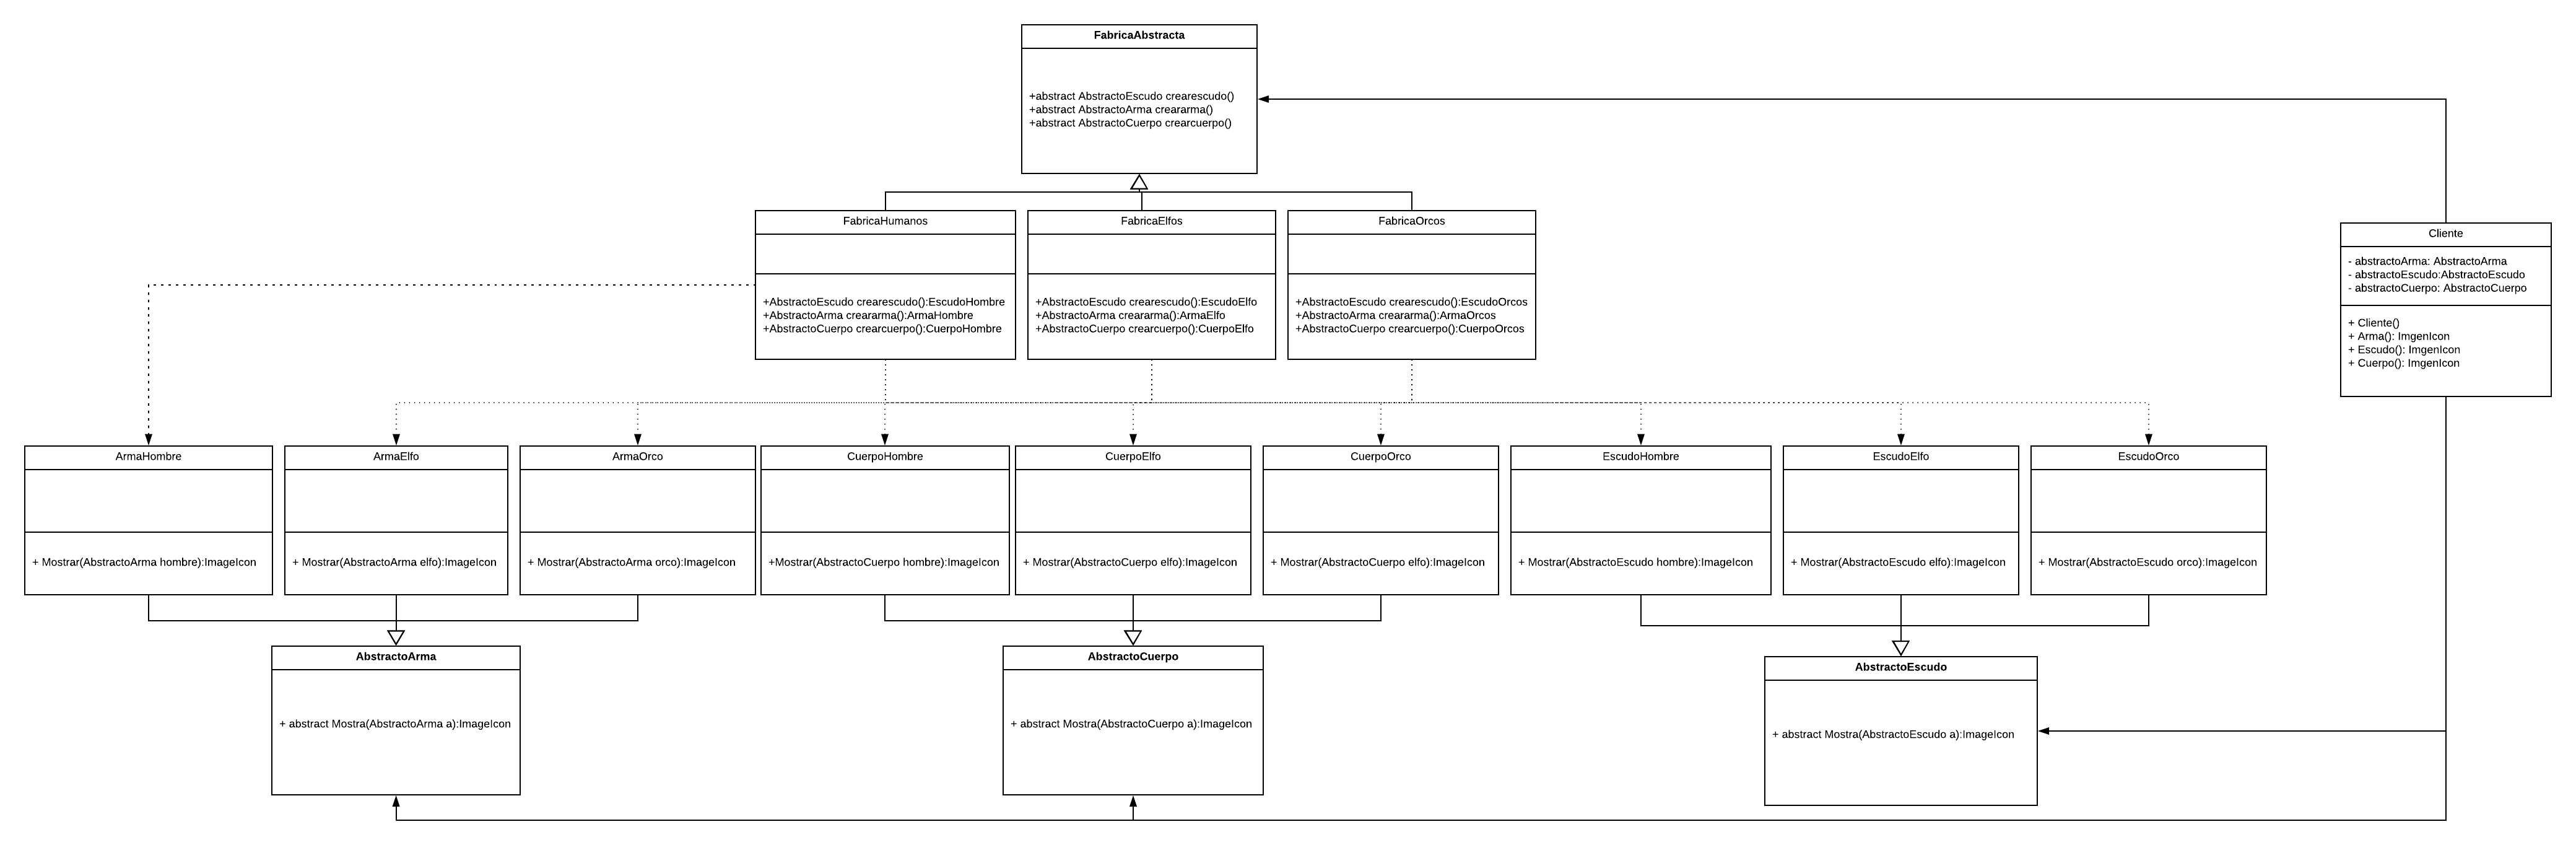 FabricaAbstracta
+abstract AbstractoEscudo crearescudo()
+abstract AbstractoArma creararma()
+abstract AbstractoCuerpo crearcuerpo()
FabricaHumanos
+AbstractoEscudo crearescudo():EscudoHombre
+AbstractoArma creararma():ArmaHombre
+AbstractoCuerpo crearcuerpo():CuerpoHombre
FabricaElfos
+AbstractoEscudo crearescudo():EscudoElfo
+AbstractoArma creararma():ArmaElfo
+AbstractoCuerpo crearcuerpo():CuerpoElfo
FabricaOrcos
+AbstractoEscudo crearescudo():EscudoOrcos
+AbstractoArma creararma():ArmaOrcos
+AbstractoCuerpo crearcuerpo():CuerpoOrcos
Cliente
- abstractoArma: AbstractoArma
- abstractoEscudo:AbstractoEscudo
- abstractoCuerpo: AbstractoCuerpo
+ Cliente()
+ Arma(): ImgenIcon
+ Escudo(): ImgenIcon
+ Cuerpo(): ImgenIcon
ArmaHombre
+ Mostrar(AbstractoArma hombre):ImageIcon
ArmaElfo
+ Mostrar(AbstractoArma elfo):ImageIcon
ArmaOrco
+ Mostrar(AbstractoArma orco):ImageIcon
CuerpoHombre
+Mostrar(AbstractoCuerpo hombre):ImageIcon
CuerpoElfo
+ Mostrar(AbstractoCuerpo elfo):ImageIcon
CuerpoOrco
+ Mostrar(AbstractoCuerpo elfo):ImageIcon
EscudoHombre
+ Mostrar(AbstractoEscudo hombre):ImageIcon
EscudoElfo
+ Mostrar(AbstractoEscudo elfo):ImageIcon
EscudoOrco
+ Mostrar(AbstractoEscudo orco):ImageIcon
AbstractoArma
+ abstract Mostra(AbstractoArma a):ImageIcon
AbstractoCuerpo
+ abstract Mostra(AbstractoCuerpo a):ImageIcon
AbstractoEscudo
+ abstract Mostra(AbstractoEscudo a):ImageIcon